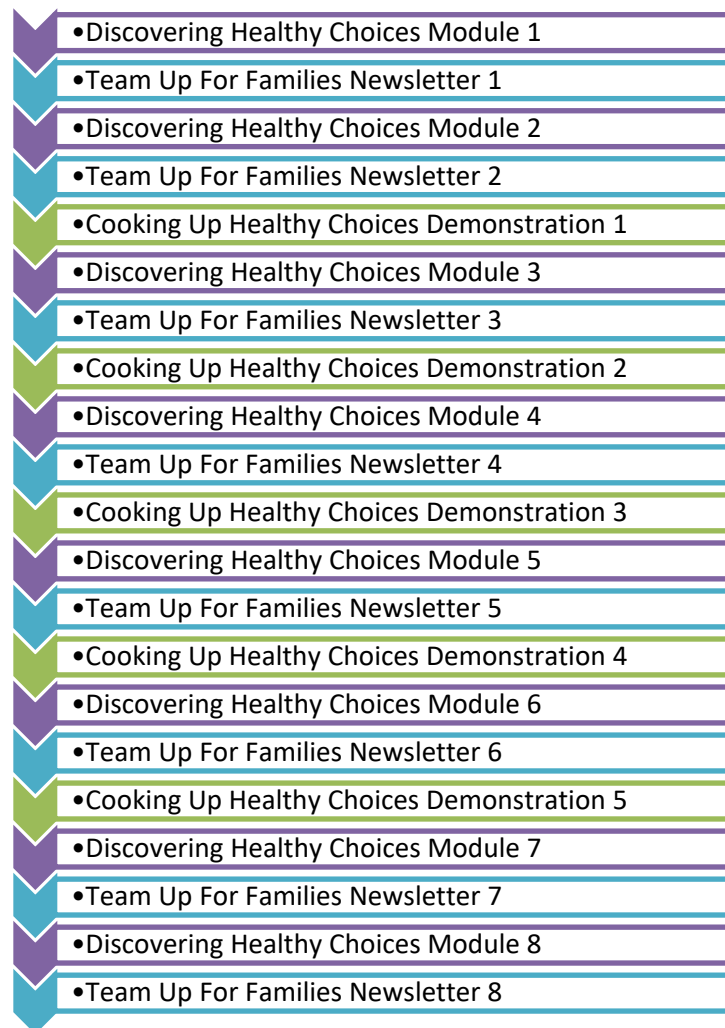 •Discovering Healthy Choices Module 1
•Team Up For Families Newsletter 1
•Discovering Healthy Choices Module 2
•Team Up For Families Newsletter 2
•Cooking Up Healthy Choices Demonstration 1
•Discovering Healthy Choices Module 3
•Team Up For Families Newsletter 3
•Cooking Up Healthy Choices Demonstration 2
•Discovering Healthy Choices Module 4
•Team Up For Families Newsletter 4
•Cooking Up Healthy Choices Demonstration 3
•Discovering Healthy Choices Module 5
•Team Up For Families Newsletter 5
•Cooking Up Healthy Choices Demonstration 4
•Discovering Healthy Choices Module 6
•Team Up For Families Newsletter 6
•Cooking Up Healthy Choices Demonstration 5
•Discovering Healthy Choices Module 7
•Team Up For Families Newsletter 7
•Discovering Healthy Choices Module 8
•Team Up For Families Newsletter 8